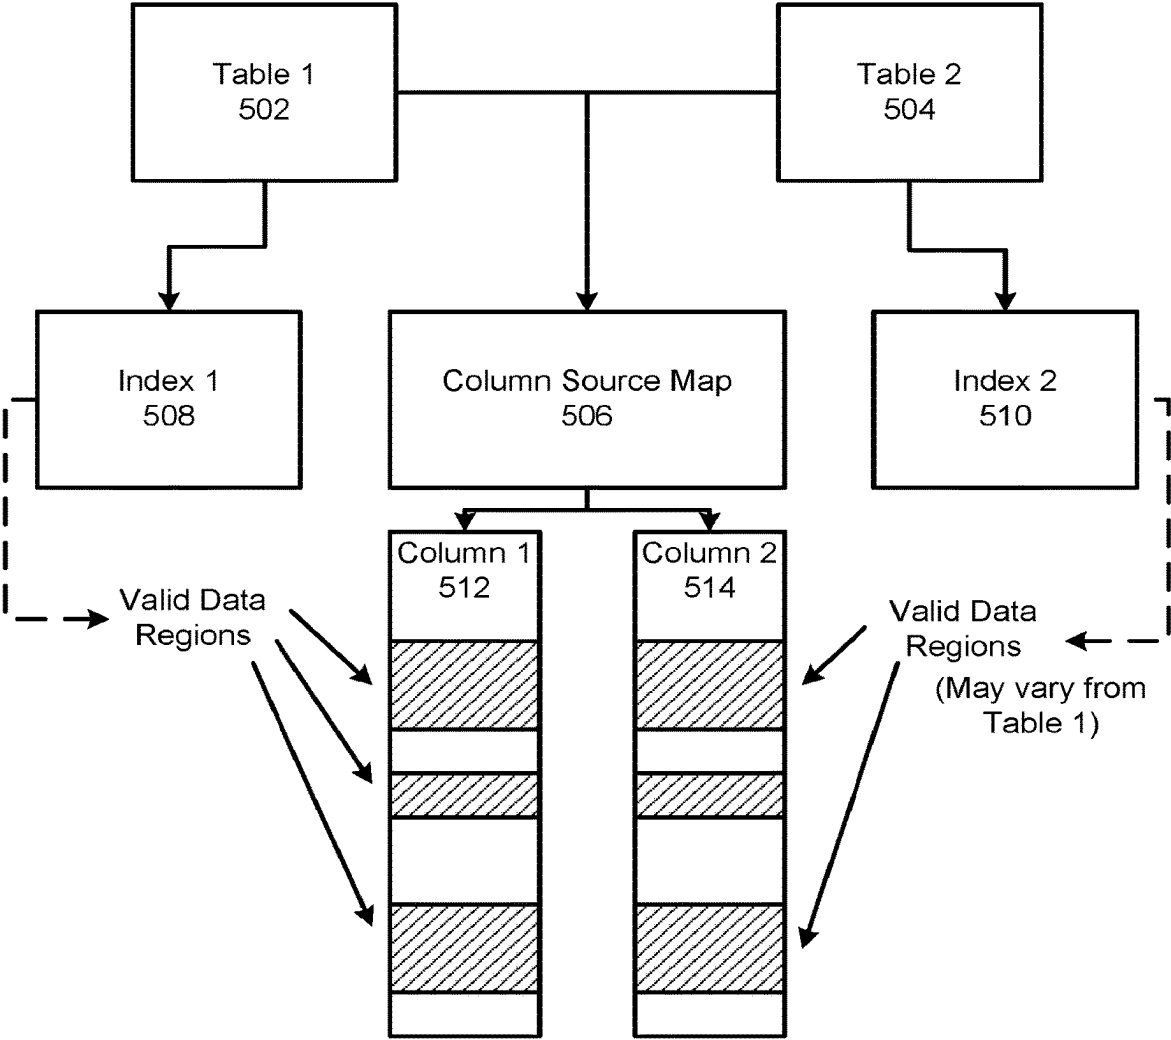 Table 1
502
Table 2
504
Index 1
508
Column Source Map
506
Index 2
510
Column 1
512
Column 2
514
Valid Data
Regions
Valid Data
Regions
(May vary from
Table 1)